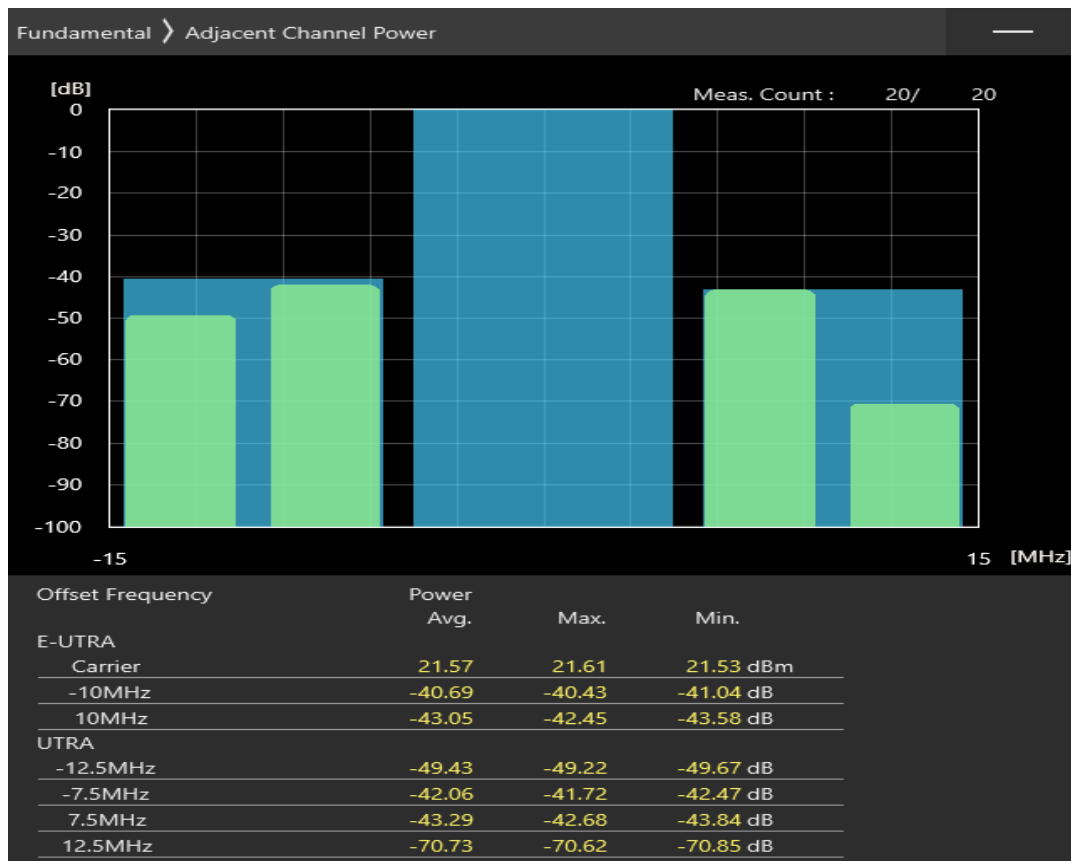 Fundamental 〉 Adjacent Channel Power
[dB]
Meas. Count : 20/ 20
0
-10
-20
-30
-40
-50
-60
-70
-80
-90
-100
-15 15 [MHz]
Offset Frequency Power
Avg. Max. Min.
E-UTRA
Carrier 21.57 21.61 21.53 dBm
-10MHz -40.69 -40.43 -41.04 dB
10MHz -43.05 -42.45 -43.58 dB
UTRA
-12.5MHz -49.43 -49.22 -49.67 dB
-7.5MHz -42.06 -41.72 -42.47 dB
7.5MHz -43.29 -42.68 -43.84 dB
12.5MHz -70.73 -70.62 -70.85 dB